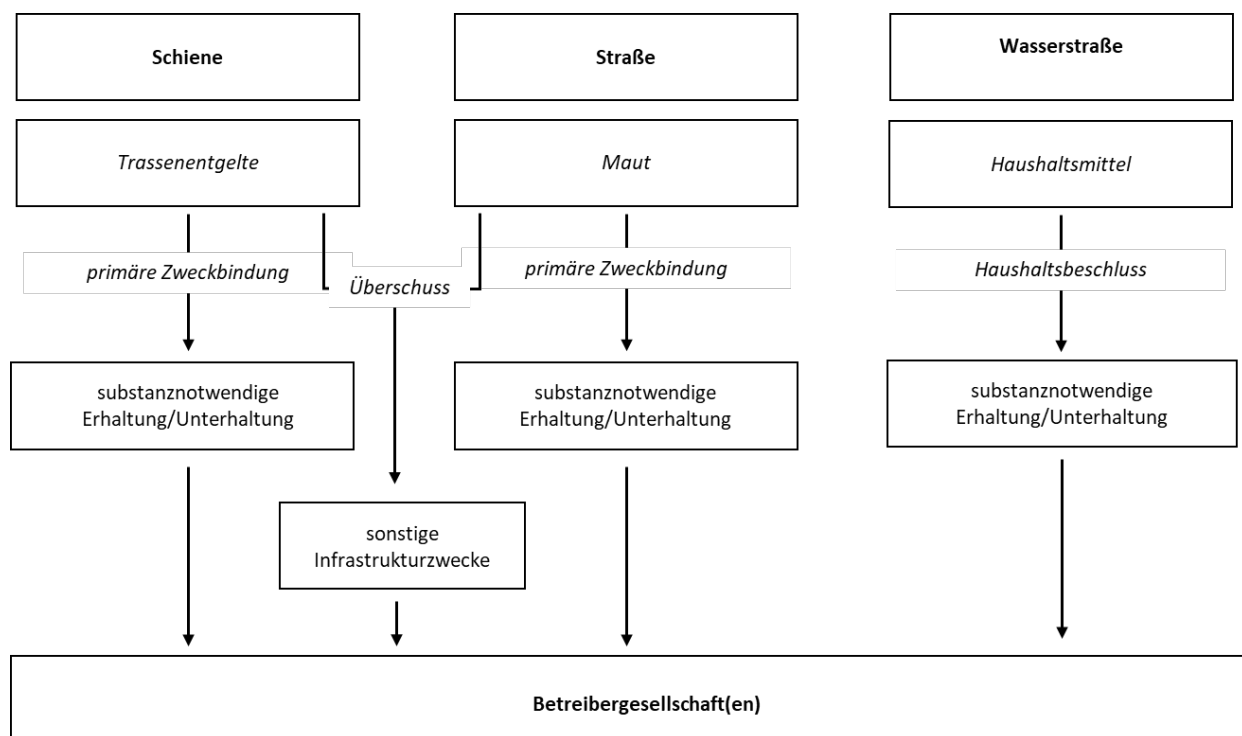 Schiene
Straße
Wasserstraße
Trassenentgelte
Maut
Haushaltsmittel
primäre Zweckbindung
Überschuss
primäre Zweckbindung
Haushaltsbeschluss
substanznotwendige
Erhaltung/Unterhaltung
substanznotwendige
Erhaltung/Unterhaltung
substanznotwendige
Erhaltung/Unterhaltung
sonstige
Infrastrukturzwecke
Betreibergesellschaft(en)